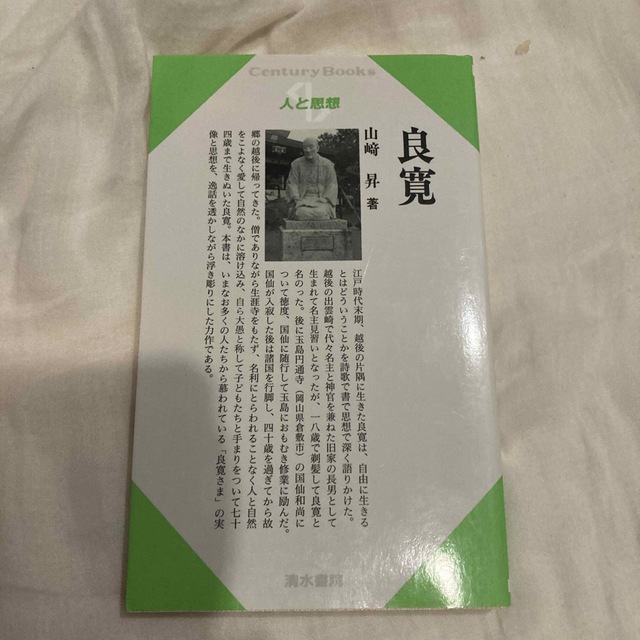 Century Books
人と思想
良寛
山﨑 昇 著
江戸時代末期、越後の片隅に生きた良寛は、自由に生きる
とはどういうことかを詩歌で書で思想で深く語りかけた。
越後の出雲崎で代々名主と神官を兼ねた旧家の長男として
生まれて名主見習いとなったが、一八歳で剃髪して良寛と
名のった。後に玉島円通寺(岡山県倉敷市)の国仙和尚に
ついて徳度、国仙に随行して玉島におもむき修業に励んだ。
国仙が入寂した後は諸国を行脚し、四十歳を過ぎてから故
郷の越後に帰ってきた。僧でありながら生涯寺をもたず、名利にとらわれることなく人と自然
をこよなく愛して自然のなかに溶け込み、自ら大愚と称して子どもたちと手まりをついて七十
四歳まで生きぬいた良寛。本書は、いまなお多くの人たちから慕われている「良寛さま」の実
像と思想を、逸話を透かしながら浮き彫りにした力作である。
清水書院